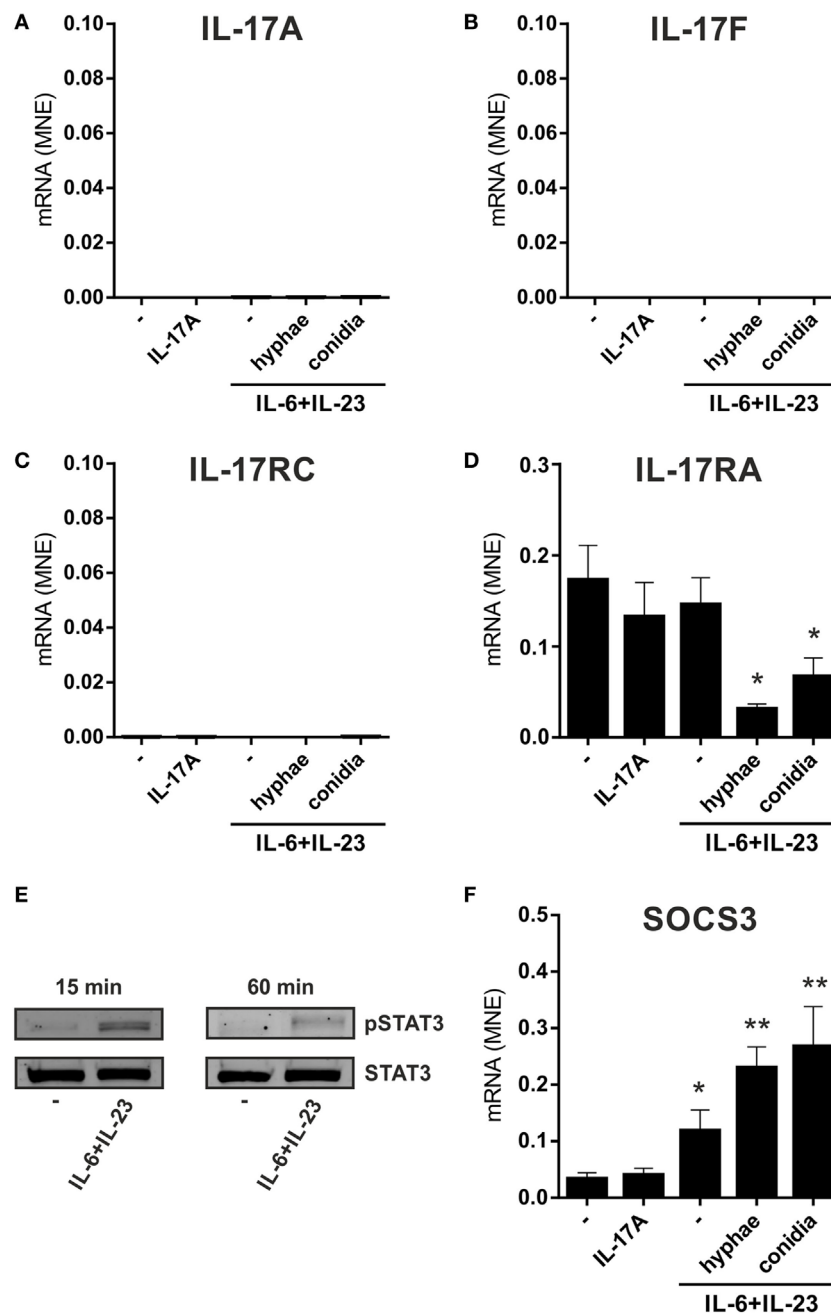 A
IL-17A
mRNA (MNE)
0.10
0.08
0.06
0.04
0.02
0.00
-
IL-17A
-
hyphae
conidia
IL-6+IL-23
B
IL-17F
mRNA (MNE)
0.10
0.08
0.06
0.04
0.02
0.00
-
IL-17A
-
hyphae
conidia
IL-6+IL-23
C
IL-17RC
mRNA (MNE)
0.10
0.08
0.06
0.04
0.02
0.00
-
IL-17A
-
hyphae
conidia
IL-6+IL-23
D
IL-17RA
mRNA (MNE)
0.3
0.2
0.1
0.0
*
*
-
IL-17A
-
hyphae
conidia
IL-6+IL-23
E
15 min
60 min
pSTAT3
STAT3
-
IL-6+IL-23
-
IL-6+IL-23
F
SOCS3
mRNA (MNE)
0.5
0.4
0.3
0.2
0.1
0.0
*
**
**
-
IL-17A
-
hyphae
conidia
IL-6+IL-23